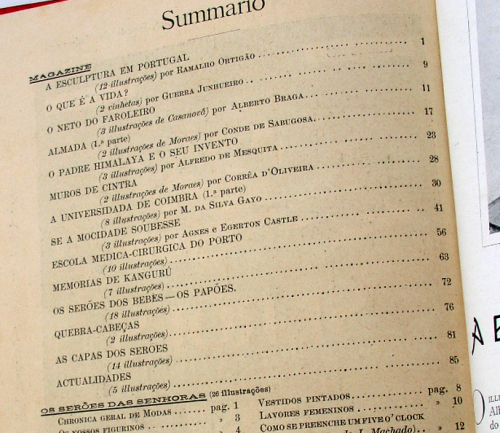 Summario
MAGAZINE
A ESCULPTURA EM PORTUGAL
(12 illustrações) por RAMALHO ORTIGÃO 1
O QUE É A VIDA?
(2 vinhetas) por GUERRA JUNQUEIRO 9
O NETO DO FAROLEIRO
(3 illustrações de Casanova) por ALBERTO BRAGA 11
ALMADA (1.ª parte)
(2 illustrações de Moraes) por CONDE DE SABUGOSA 17
O PADRE HIMALAYA E O SEU INVENTO
(3 illustrações) por ALFREDO DE MESQUITA 23
MUROS DE CINTRA
(2 illustrações de Moraes) por CORRÊA D'OLIVEIRA 28
A UNIVERSIDADE DE COIMBRA (1.ª parte)
(8 illustrações) por M. DA SILVA GAYO 30
SE A MOCIDADE SOUBESSE
(3 illustrações) por AGNES E EGERTON CASTLE 41
ESCOLA MEDICA-CIRURGICA DO PORTO
(10 illustrações) 56
MEMORIAS DE KANGURÚ
(7 illustrações) 63
OS SERÕES DOS BEBES — OS PAPÕES.
(18 illustrações) 72
QUEBRA-CABEÇAS
(2 illustrações) 76
AS CAPAS DOS SERÕES
(14 illustrações) 81
ACTUALIDADES
(5 illustrações) 85
OS SERÕES DAS SENHORAS (26 illustrações)
CHRONICA GERAL DE MODAS pag. 1
OS NOSSOS FIGURINOS » 3
» 4
VESTIDOS PINTADOS pag. 8
LAVORES FEMENINOS » 10
COMO SE PREENCHE UM FIVE O'CLOCK
Machado) » 12